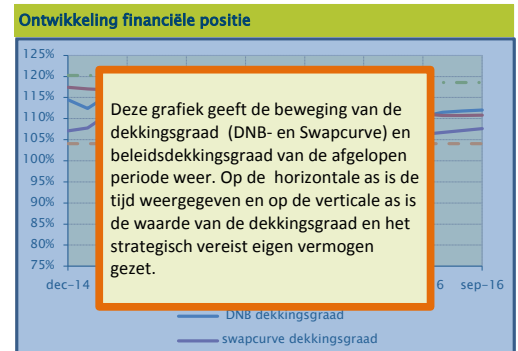 Ontwikkeling financiële positie
125%
120%
115%
110%
105%
100%
95%
90%
85%
80%
75%
Deze grafiek geeft de beweging van de
dekkingsgraad (DNB- en Swapcurve) en
beleidsdekkingsgraad van de afgelopen
periode weer. Op de horizontale as is de
tijd weergegeven en op de verticale as is
de waarde van de dekkingsgraad en het
strategisch vereist eigen vermogen
gezet.
dec-14 6 sep-16
DNB dekkingsgraad
swapcurve dekkingsgraad